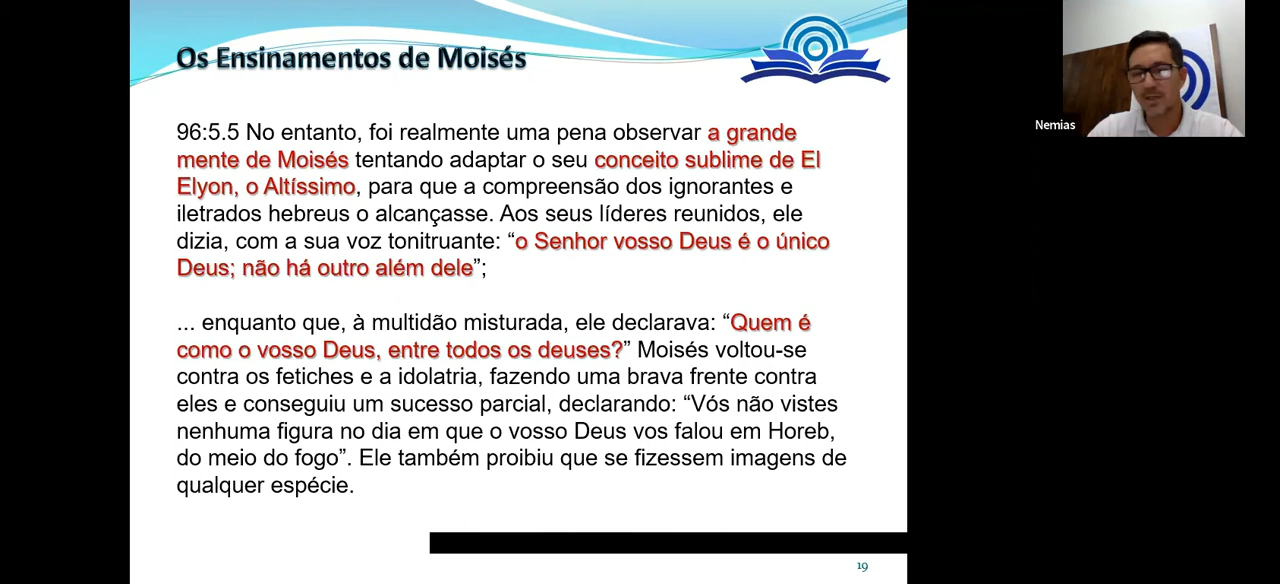 Os Ensinamentos de Moisés
Nemias
96:5.5 No entanto, foi realmente uma pena observar a grande
mente de Moisés tentando adaptar o seu conceito sublime de El
Elyon, o Altíssimo, para que a compreensão dos ignorantes e
iletrados hebreus o alcançasse. Aos seus líderes reunidos, ele
dizia, com a sua voz tonitruante: “o Senhor vosso Deus é o único
Deus; não há outro além dele”;
... enquanto que, à multidão misturada, ele declarava: “Quem é
como o vosso Deus, entre todos os deuses?” Moisés voltou-se
contra os fetiches e a idolatria, fazendo uma brava frente contra
eles e conseguiu um sucesso parcial, declarando: “Vós não vistes
nenhuma figura no dia em que o vosso Deus vos falou em Horeb,
do meio do fogo”. Ele também proibiu que se fizessem imagens de
qualquer espécie.
19